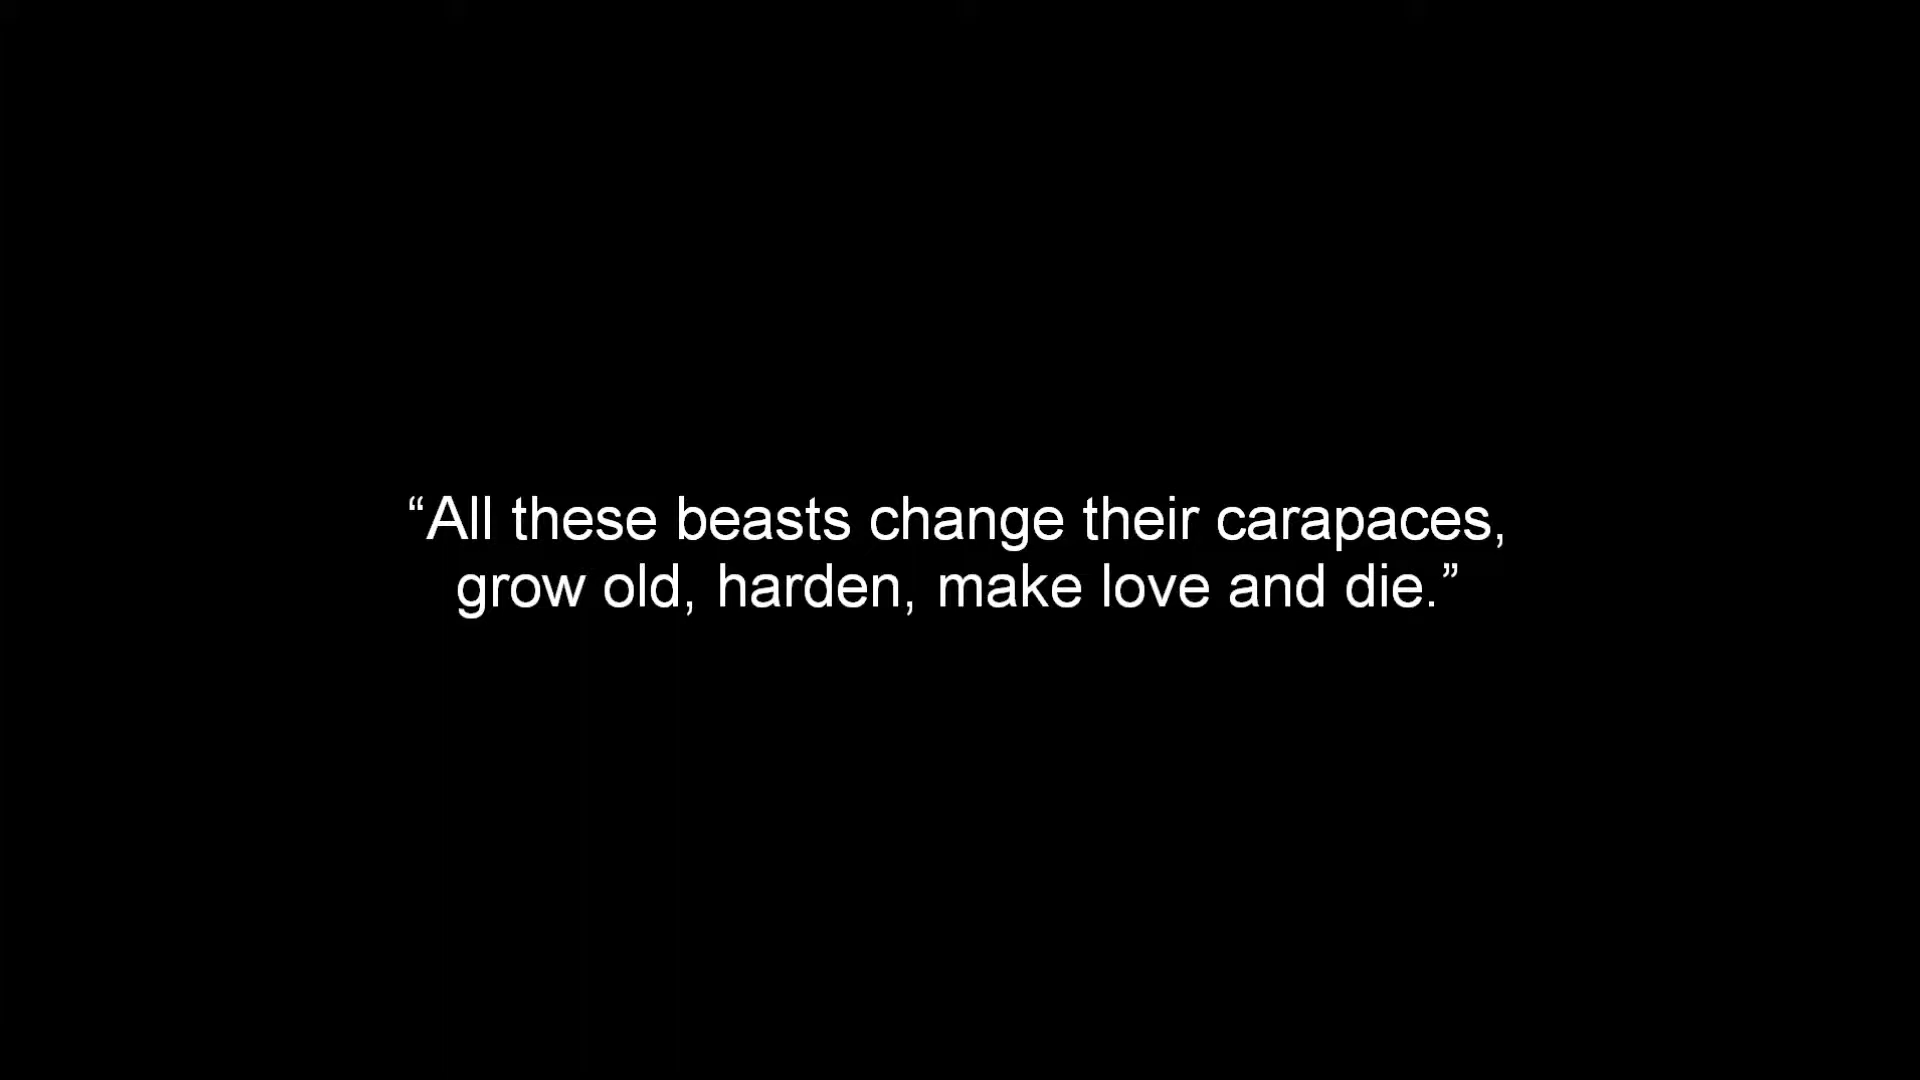 “All these beasts change their carapaces,
grow old, harden, make love and die.”